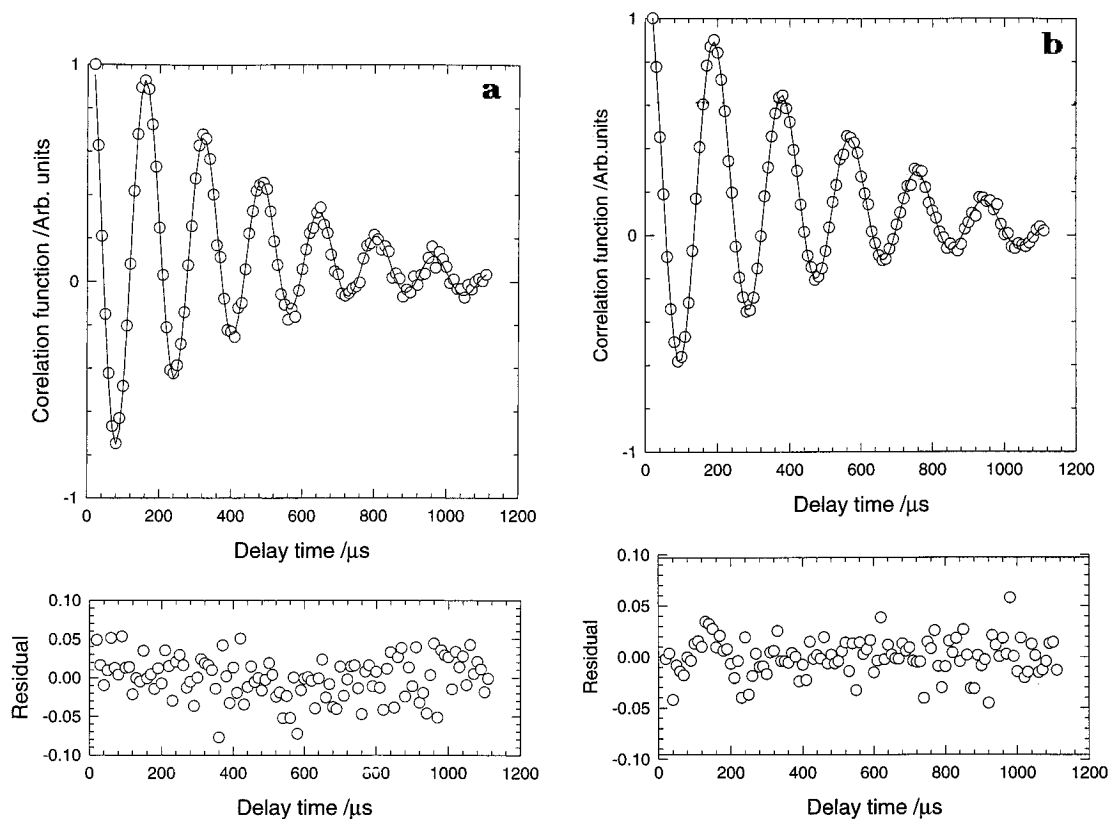 a
1
0
-1
Corelation function /Arb. units
0 200 400 600 800 1000 1200
Delay time /μs
0.10
0.05
0.00
-0.05
-0.10
Residual
0 200 400 600 800 1000 1200
Delay time /μs
b
1
0
-1
Correlation function /Arb.units
0 200 400 600 800 1000 1200
Delay time /μs
0.10
0.05
0.00
-0.05
-0.10
Residual
0 200 400 600 800 1000 1200
Delay time /μs